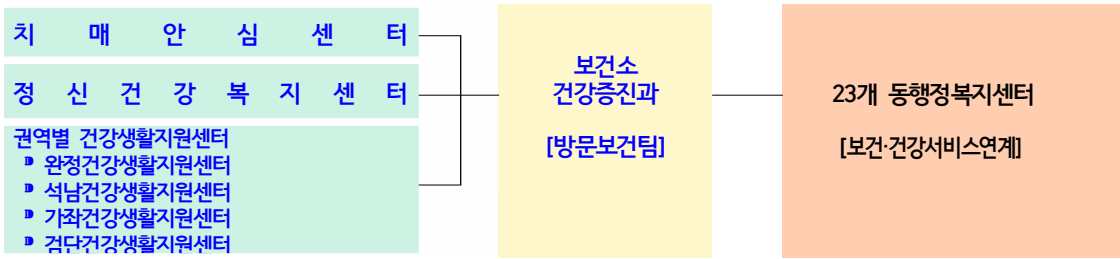 치 매 안 심 센 터
정 신 건 강 복 지 센 터
권역별 건강생활지원센터
완정건강생활지원센터
석남건강생활지원센터
가좌건강생활지원센터
검단건강생활지원센터
보건소
건강증진과
[방문보건팀]
23개 동행정복지센터
[보건·건강서비스연계]